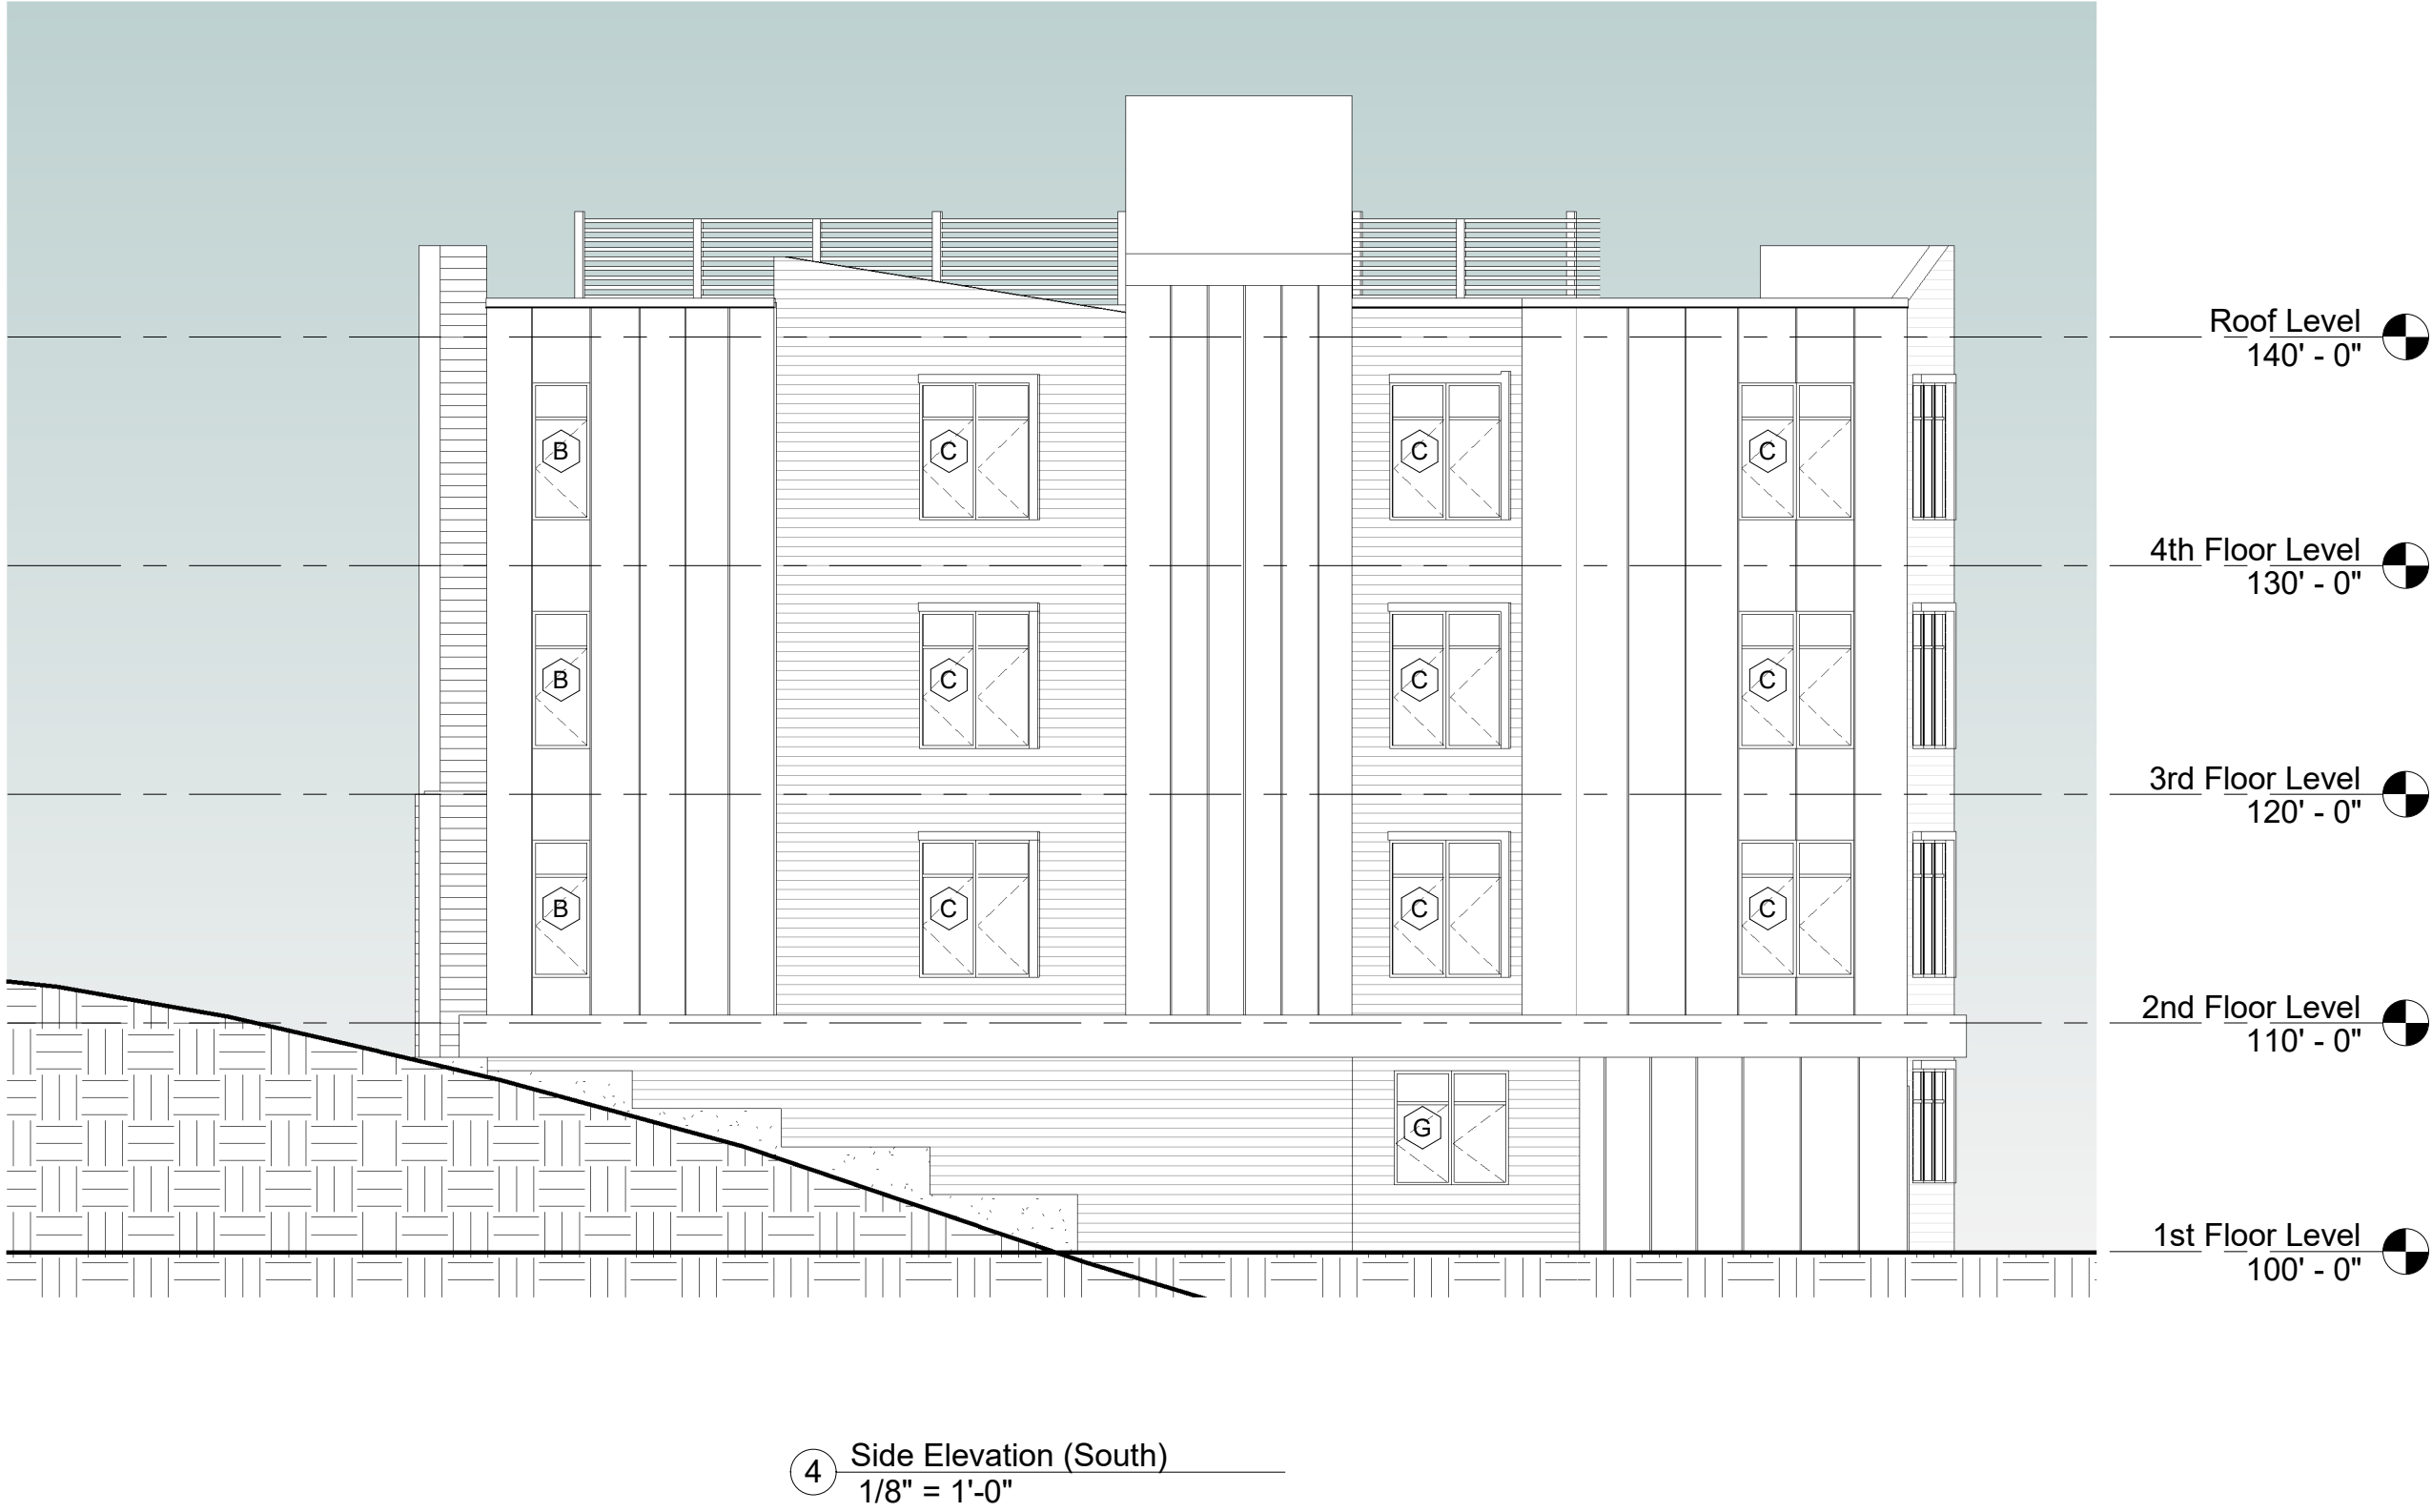 Roof Level
140' - 0"
B
C
C
C
4th Floor Level
130' - 0"
B
C
C
C
3rd Floor Level
120' - 0"
B
C
C
C
2nd Floor Level
110' - 0"
G
1st Floor Level
100' - 0"
4
Side Elevation (South)
1/8" = 1'-0"